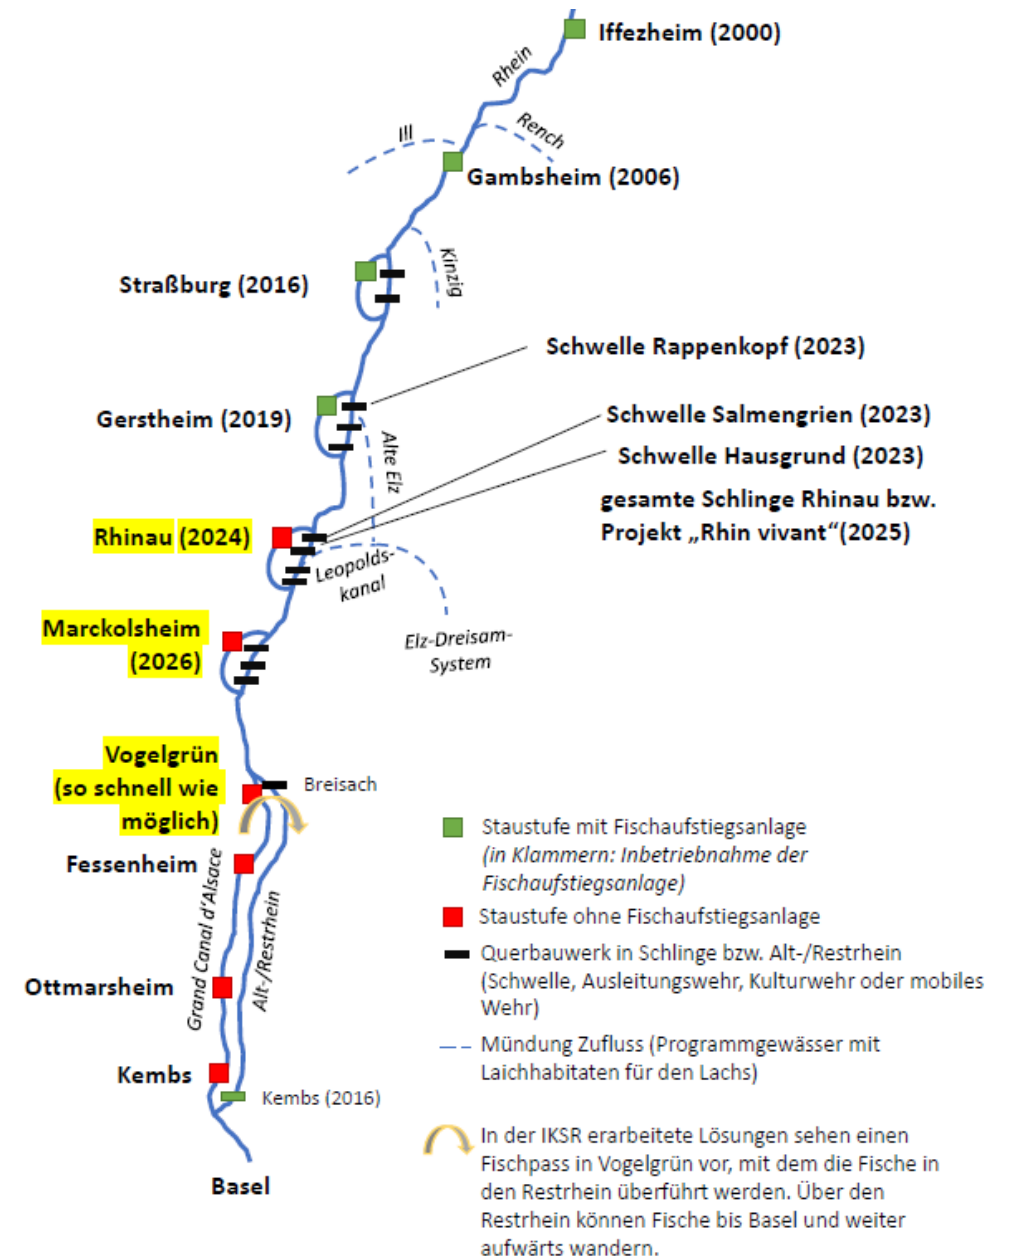 Iffezheim (2000)
Rhein
Rench
Ill
Gambsheim (2006)
Kinzig
Straßburg (2016)
Schwelle Rappenkopf (2023)
Gerstheim (2019)
Schwelle Salmengrien (2023)
Alte Elz
Schwelle Hausgrund (2023)
gesamte Schlinge Rhinau bzw.
Projekt „Rhin vivant“(2025)
Rhinau (2024)
Leopolds-
kanal
Marckolsheim
(2026)
Elz-Dreisam-
System
Vogelgrün
(so schnell wie
möglich)
Breisach
Fessenheim
Grand Canal d'Alsace
Alt-/Restrhein
Ottmarsheim
Kembs
Kembs (2016)
Basel
Staustufe mit Fischaufstiegsanlage
(in Klammern: Inbetriebnahme der
Fischaufstiegsanlage)
Staustufe ohne Fischaufstiegsanlage
Querbauwerk in Schlinge bzw. Alt-/Restrhein
(Schwelle, Ausleitungswehr, Kulturwehr oder mobiles
Wehr)
Mündung Zufluss (Programmgewässer mit
Laichhabitaten für den Lachs)
In der IKSR erarbeitete Lösungen sehen einen
Fischpass in Vogelgrün vor, mit dem die Fische in
den Restrhein überführt werden. Über den
Restrhein können Fische bis Basel und weiter
aufwärts wandern.